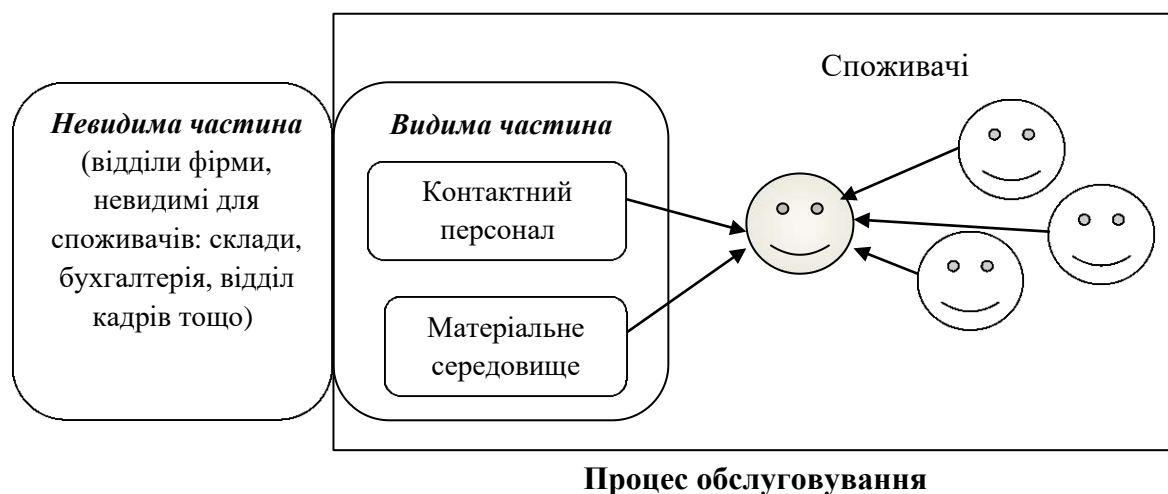 Споживачі
Невидима частина
(відділи фірми,
невидимі для
споживачів: склади,
бухгалтерія, відділ
кадрів тощо)
Видима частина
Контактний
персонал
Матеріальне
середовище
Процес обслуговування